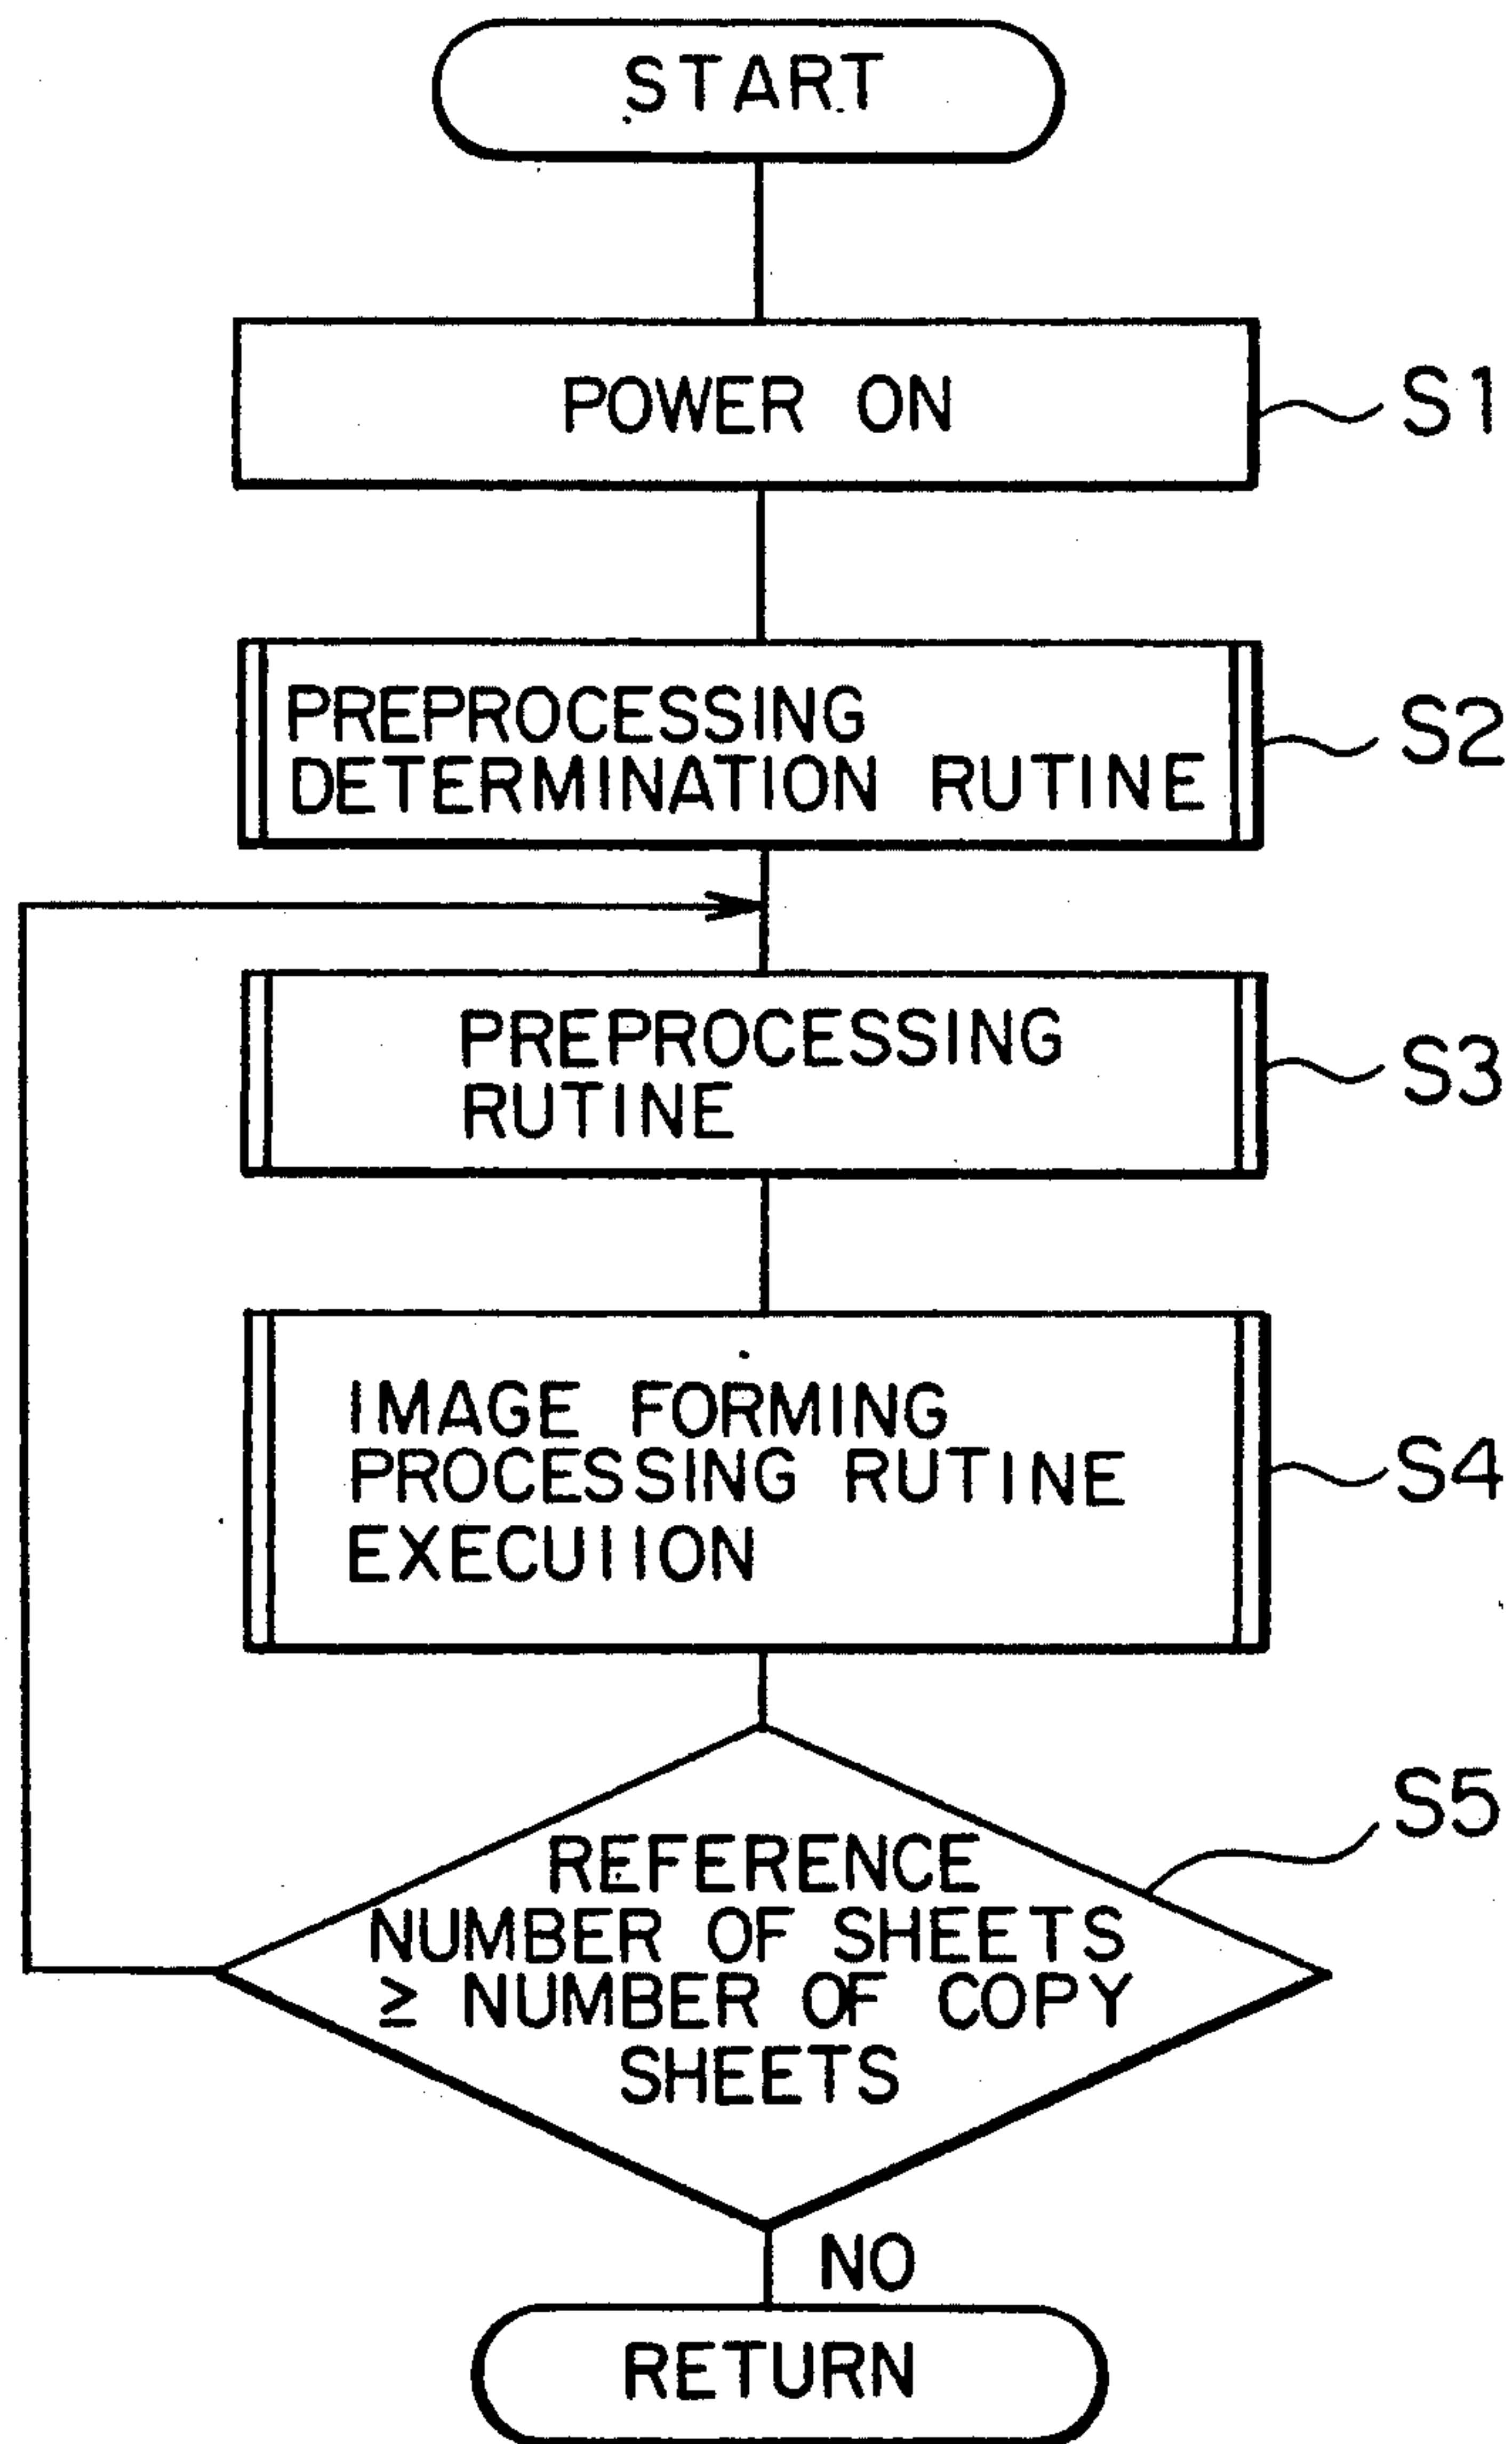 START
POWER ON
S1
PREPROCESSING
DETERMINATION RUTINE
S2
PREPROCESSING
RUTINE
S3
IMAGE FORMING
PROCESSING RUTINE
EXECUIION
S4
REFERENCE
NUMBER OF SHEETS
≥ NUMBER OF COPY
SHEETS
S5
NO
RETURN